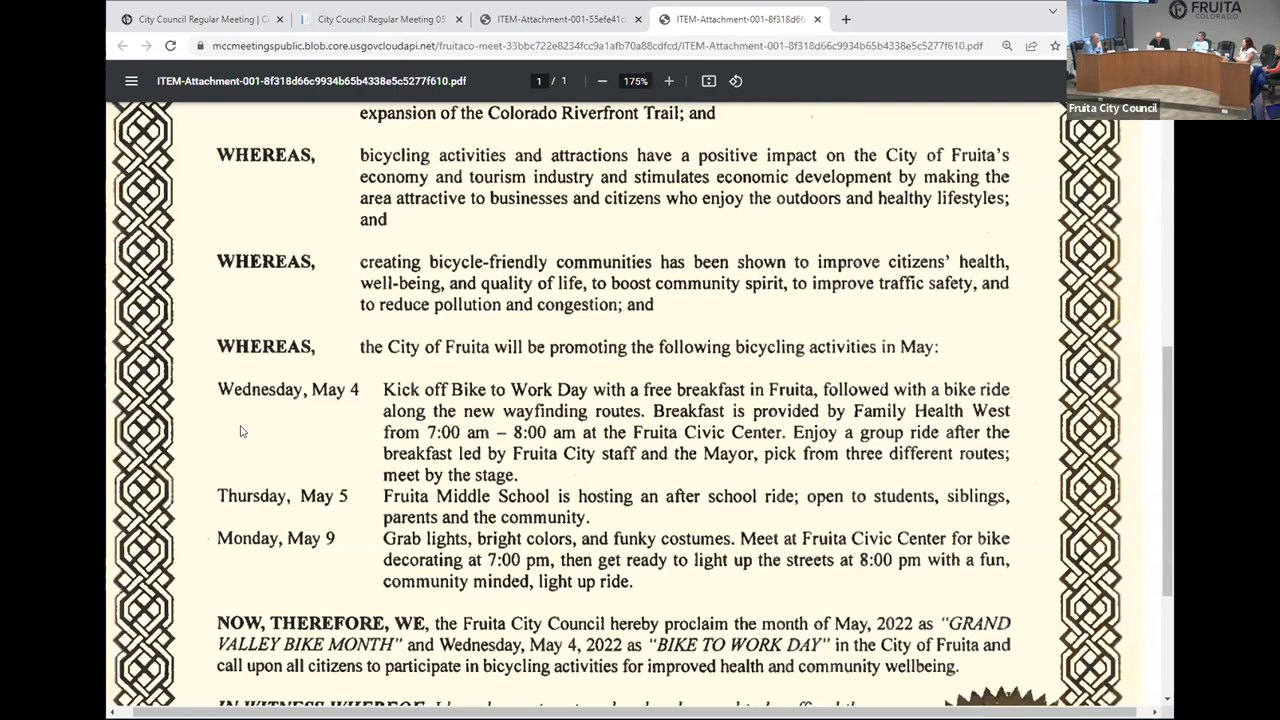 City Council Regular Meeting | C
City Council Regular Meeting 05
ITEM-Attachment-001-55efe41c
ITEM-Attachment-001-8f318d66
FRUITA
COLORADO
mccmeetingspublic.blob.core.usgovcloudapi.net/fruitaco-meet-33bbc722e8234fcc9a1afb70a88cdfcd/ITEM-Attachment-001-8f318d66c9934b65b4338e5c5277f610.pdf
ITEM-Attachment-001-8f318d66c9934b65b4338e5c5277f610.pdf
1 / 1
175%
Fruita City Council
expansion of the Colorado Riverfront Trail; and
WHEREAS, bicycling activities and attractions have a positive impact on the City of Fruita's
economy and tourism industry and stimulates economic development by making the
area attractive to businesses and citizens who enjoy the outdoors and healthy lifestyles;
and
WHEREAS, creating bicycle-friendly communities has been shown to improve citizens' health,
well-being, and quality of life, to boost community spirit, to improve traffic safety, and
to reduce pollution and congestion; and
WHEREAS, the City of Fruita will be promoting the following bicycling activities in May:
Wednesday, May 4 Kick off Bike to Work Day with a free breakfast in Fruita, followed with a bike ride
along the new wayfinding routes. Breakfast is provided by Family Health West
from 7:00 am – 8:00 am at the Fruita Civic Center. Enjoy a group ride after the
breakfast led by Fruita City staff and the Mayor, pick from three different routes;
meet by the stage.
Thursday, May 5 Fruita Middle School is hosting an after school ride; open to students, siblings,
parents and the community.
Monday, May 9 Grab lights, bright colors, and funky costumes. Meet at Fruita Civic Center for bike
decorating at 7:00 pm, then get ready to light up the streets at 8:00 pm with a fun,
community minded, light up ride.
NOW, THEREFORE, WE, the Fruita City Council hereby proclaim the month of May, 2022 as "GRAND
VALLEY BIKE MONTH" and Wednesday, May 4, 2022 as "BIKE TO WORK DAY" in the City of Fruita and
call upon all citizens to participate in bicycling activities for improved health and community wellbeing.
IN WITNESS WHEREOF, I